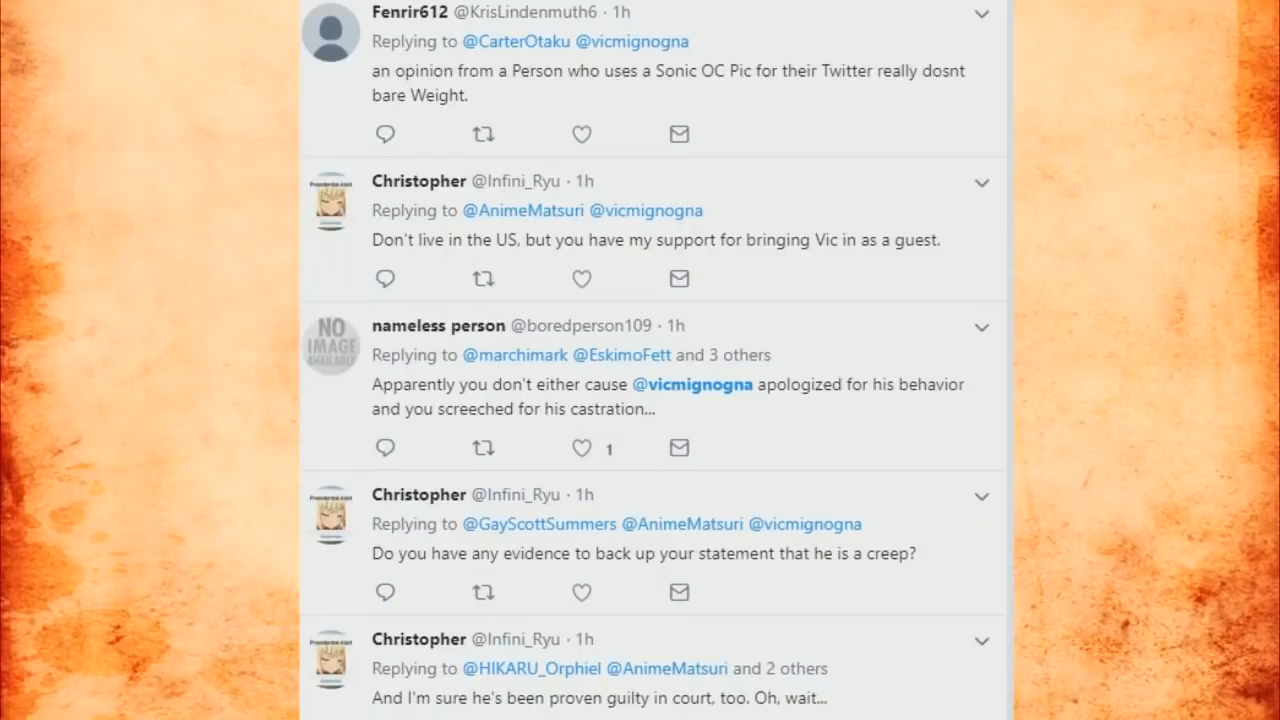 Fenrir612 @KrisLindenmuth6 · 1h
Replying to @CarterOtaku @vicmignogna
an opinion from a Person who uses a Sonic OC Pic for their Twitter really dosnt
bare Weight.
Presidential Alert
Christopher @Infini_Ryu · 1h
Replying to @AnimeMatsuri @vicmignogna
Don't live in the US, but you have my support for bringing Vic in as a guest.
NO
IMAGE
AVAILABLE
nameless person @boredperson109 · 1h
Replying to @marchimark @EskimoFett and 3 others
Apparently you don't either cause @vicmignogna apologized for his behavior
and you screeched for his castration...
1
Presidential Alert
Christopher @Infini_Ryu · 1h
Replying to @GayScottSummers @AnimeMatsuri @vicmignogna
Do you have any evidence to back up your statement that he is a creep?
Presidential Alert
Christopher @Infini_Ryu · 1h
Replying to @HIKARU_Orphiel @AnimeMatsuri and 2 others
And I'm sure he's been proven guilty in court, too. Oh, wait...